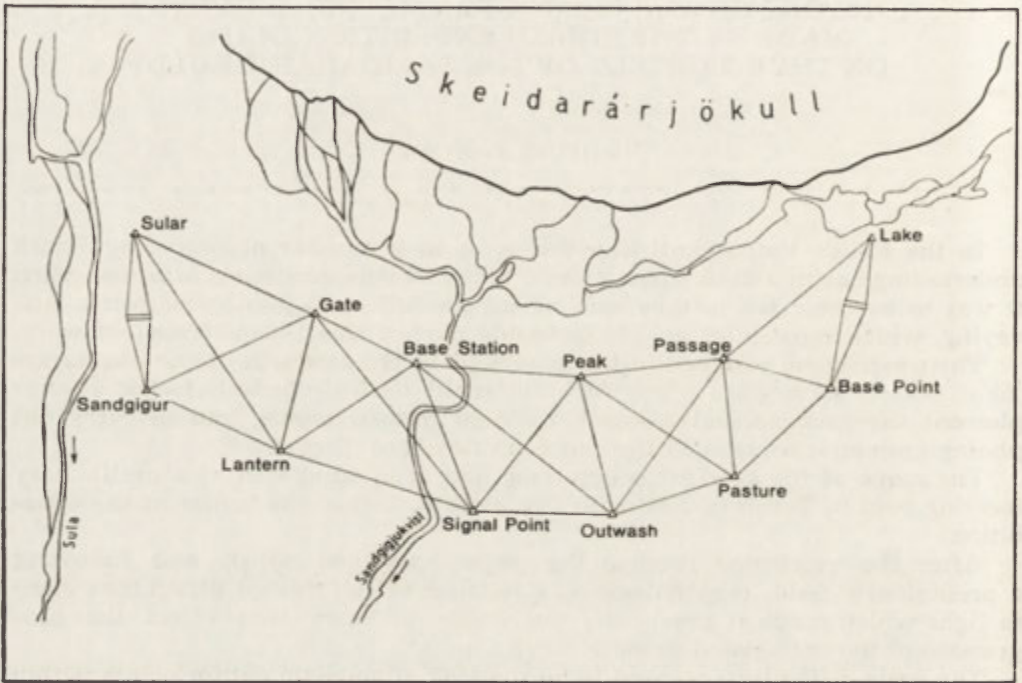 Skeidarárjökull
Sular
Lake
Gate
Base Station
Peak
Passage
Sandgigur
Base Point
Lantern
Pasture
Signal Point
Outwash
Sula
Sandgigjukvisl